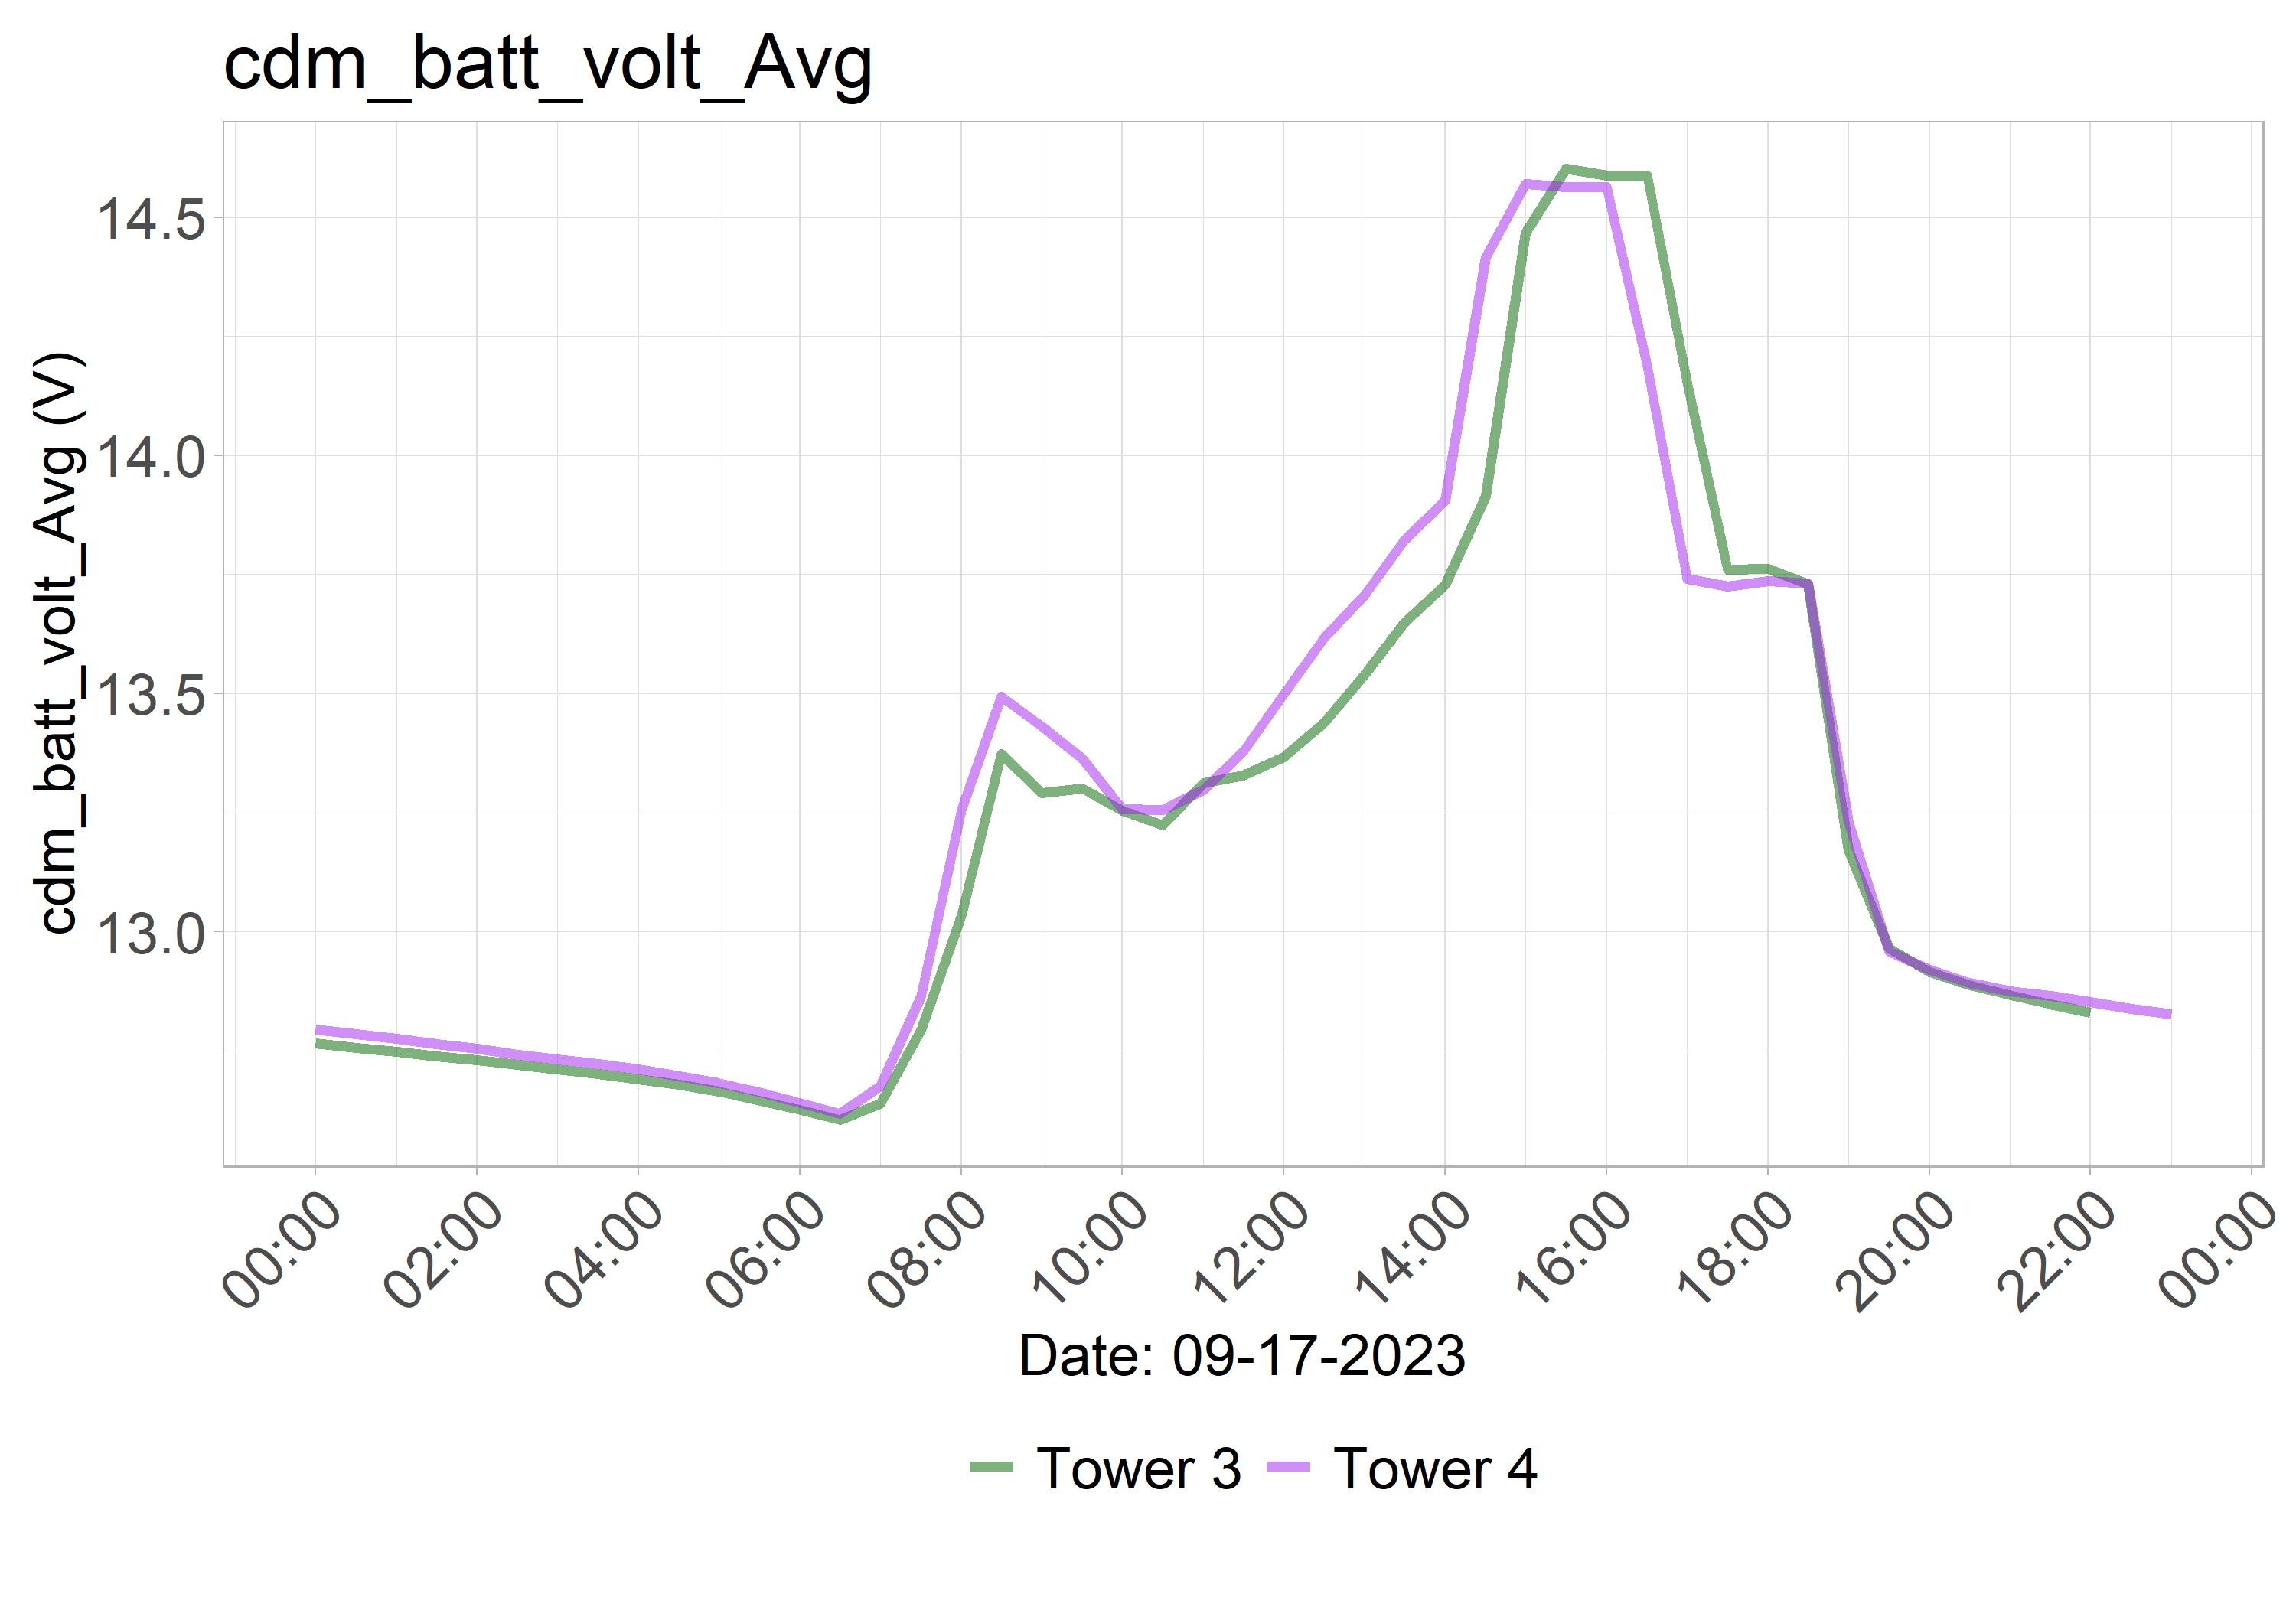 cdm_batt_volt_Avg
cdm_batt_volt_Avg (V)
14.5
14.0
13.5
13.0
00:00 02:00 04:00 06:00 08:00 10:00 12:00 14:00 16:00 18:00 20:00 22:00 00:00
Date: 09-17-2023
Tower 3 Tower 4